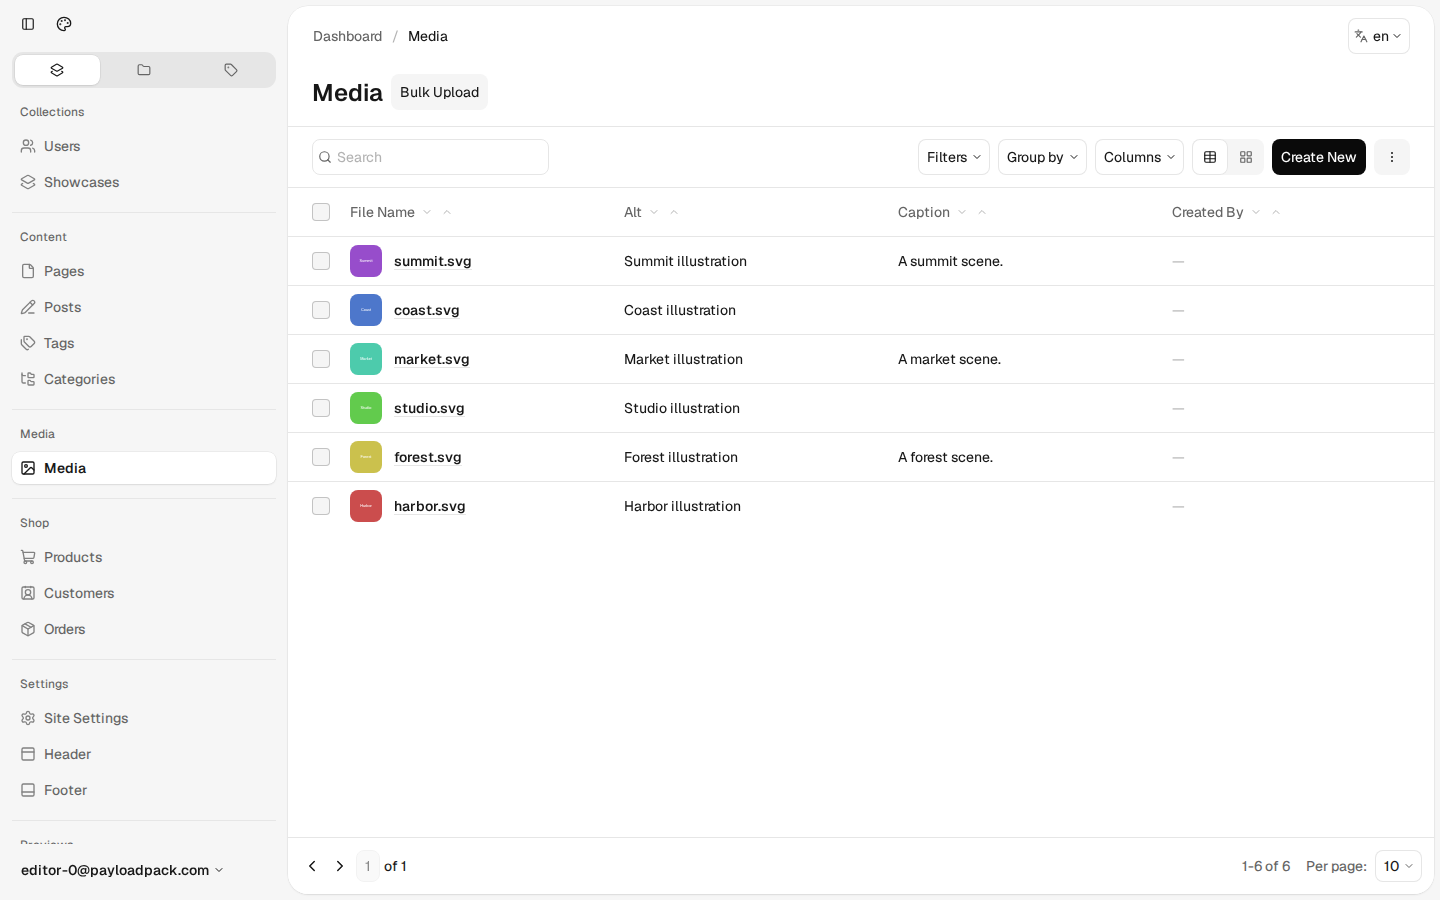 Dashboard / Media
en
Collections
Users
Showcases
Content
Pages
Posts
Tags
Categories
Media
Media
Shop
Products
Customers
Orders
Settings
Site Settings
Header
Footer
editor-0@payloadpack.com
Media
Bulk Upload
Search
Filters
Group by
Columns
Create New
File Name
Alt
Caption
Created By
summit.svg
Summit illustration
A summit scene.
—
coast.svg
Coast illustration
—
market.svg
Market illustration
A market scene.
—
studio.svg
Studio illustration
—
forest.svg
Forest illustration
A forest scene.
—
harbor.svg
Harbor illustration
—
1 of 1
1-6 of 6
Per page: 10